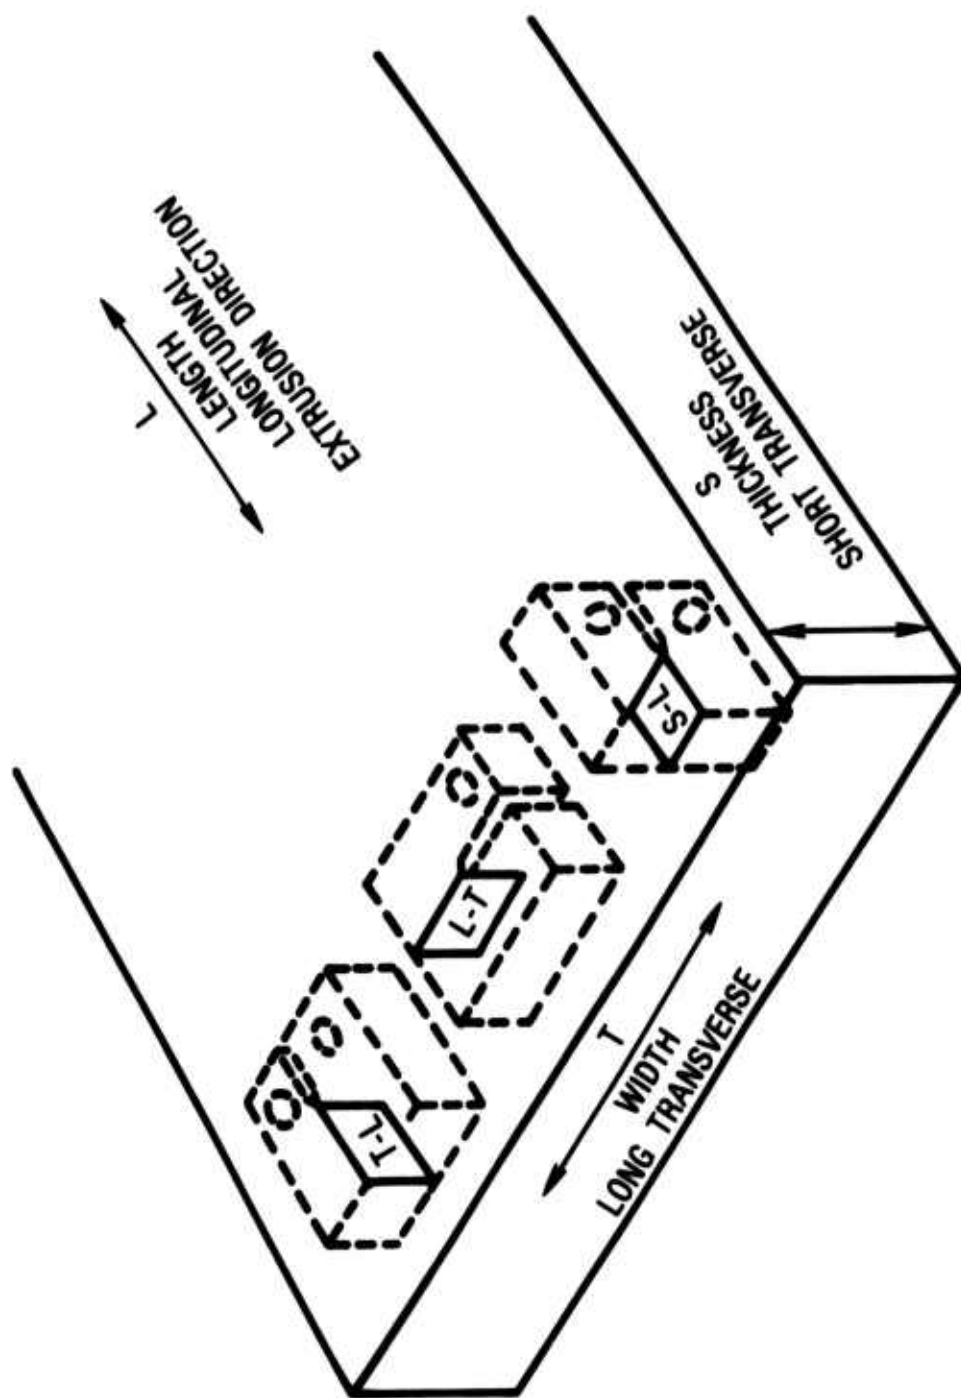 L
LENGTH
LONGITUDINAL
EXTRUSION DIRECTION
S
THICKNESS
SHORT TRANSVERSE
S-L
L-T
T-L
T
WIDTH
LONG TRANSVERSE